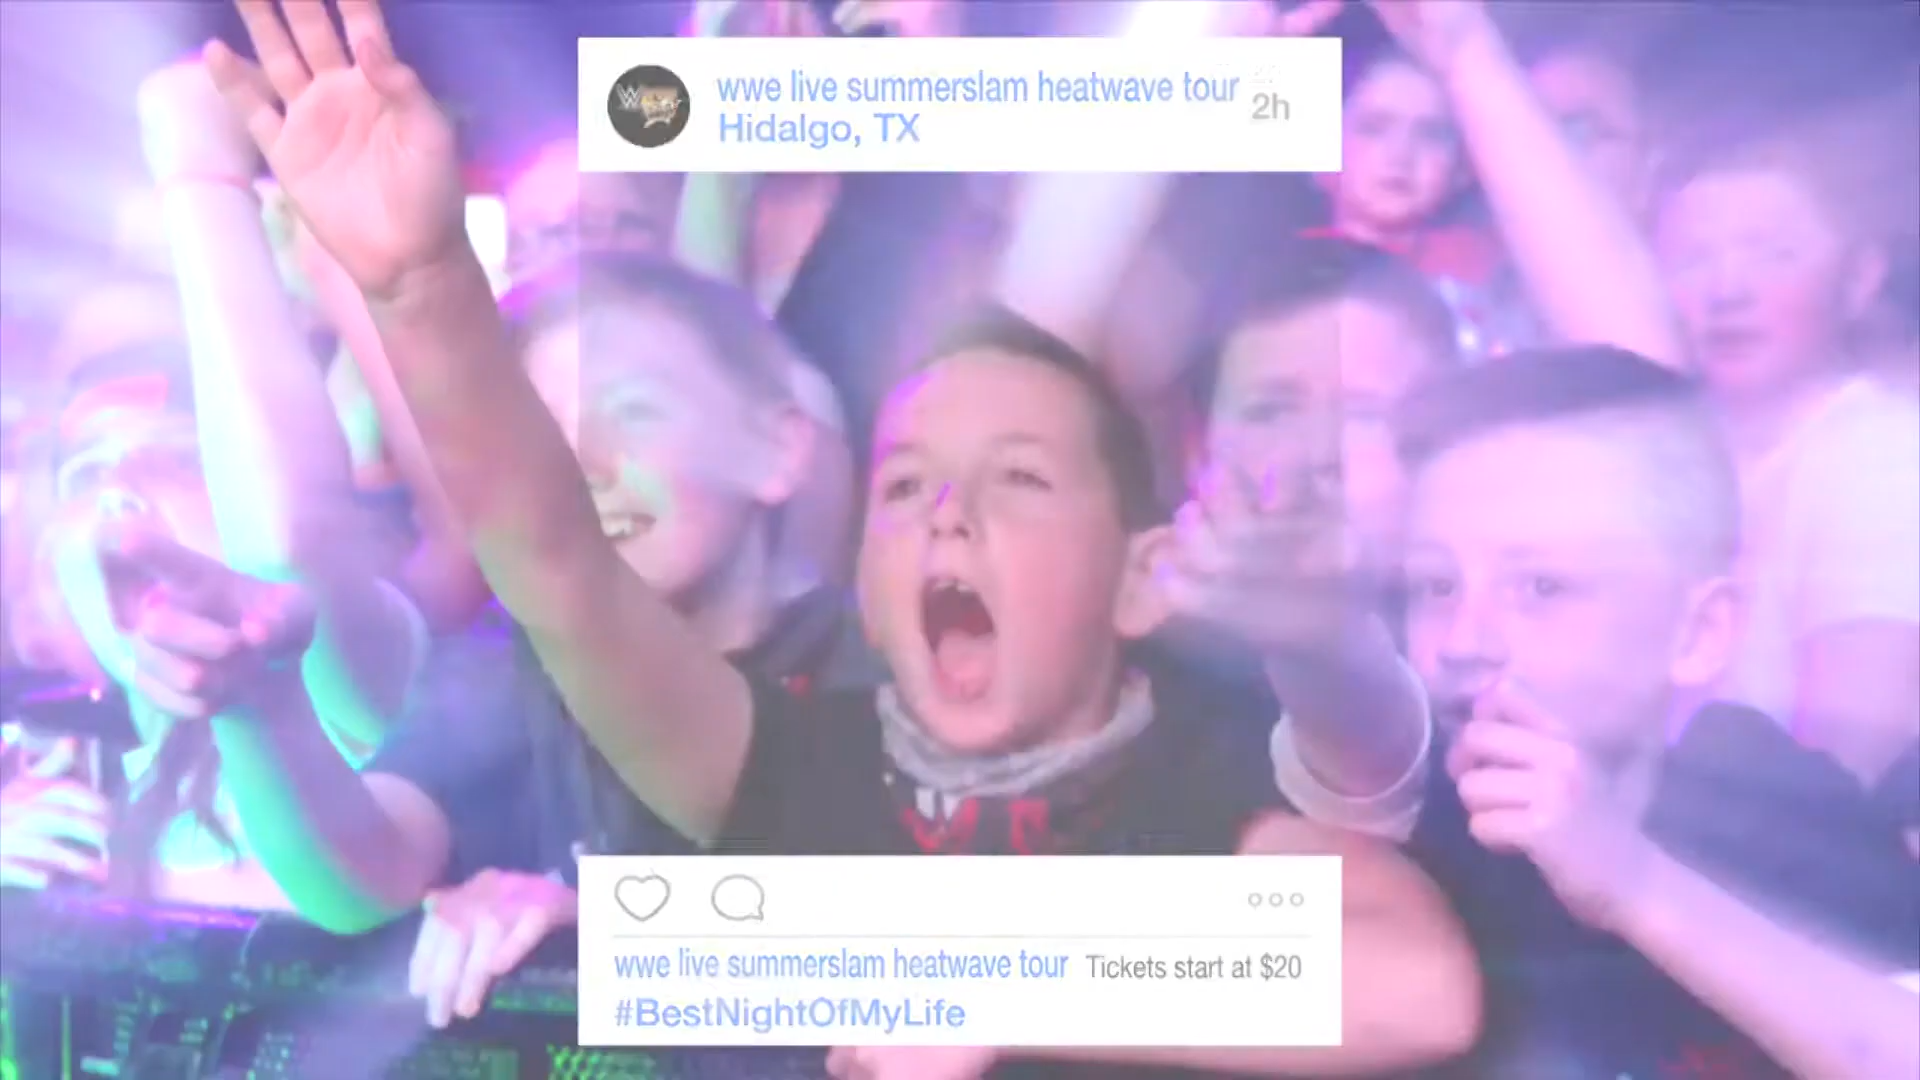 wwe live summerslam heatwave tour
2h
Hidalgo, TX
wwe live summerslam heatwave tour Tickets start at $20
#BestNightOfMyLife